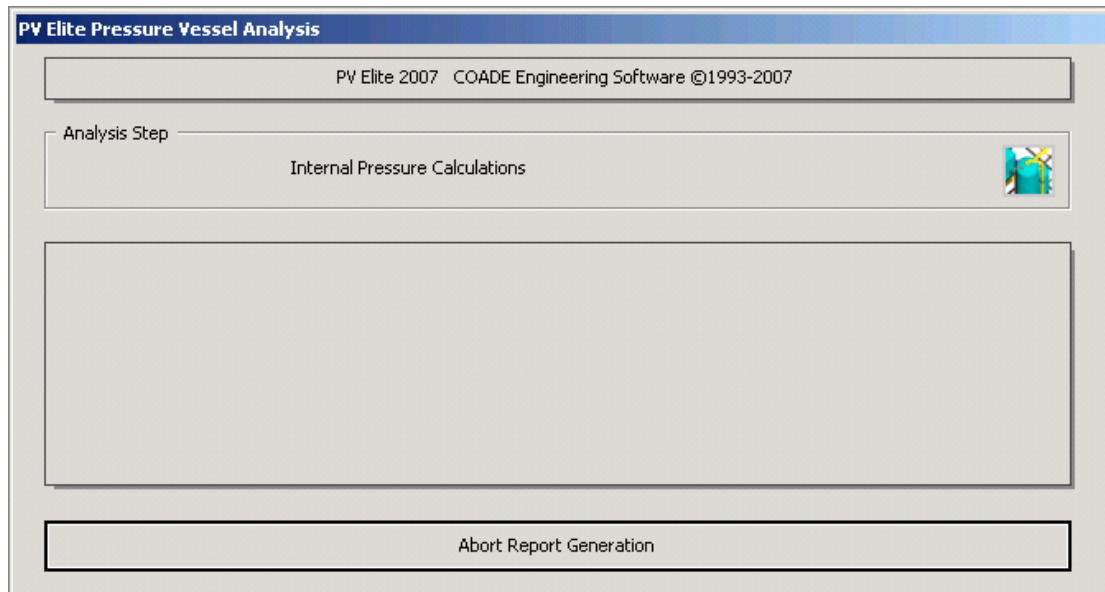 PV Elite Pressure Vessel Analysis
PV Elite 2007 COADE Engineering Software ©1993-2007
Analysis Step
Internal Pressure Calculations
Abort Report Generation